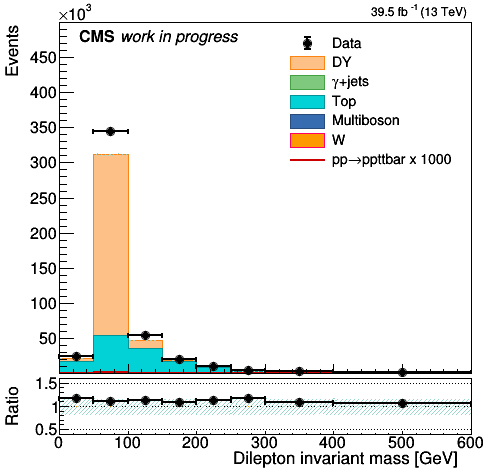 ×10³
39.5 fb⁻¹ (13 TeV)
CMS work in progress
Events
450
400
350
300
250
200
150
100
50
Data
DY
γ+jets
Top
Multiboson
W
pp→ppttbar x 1000
Ratio
1.5
1
0.5
0 100 200 300 400 500 600
Dilepton invariant mass [GeV]